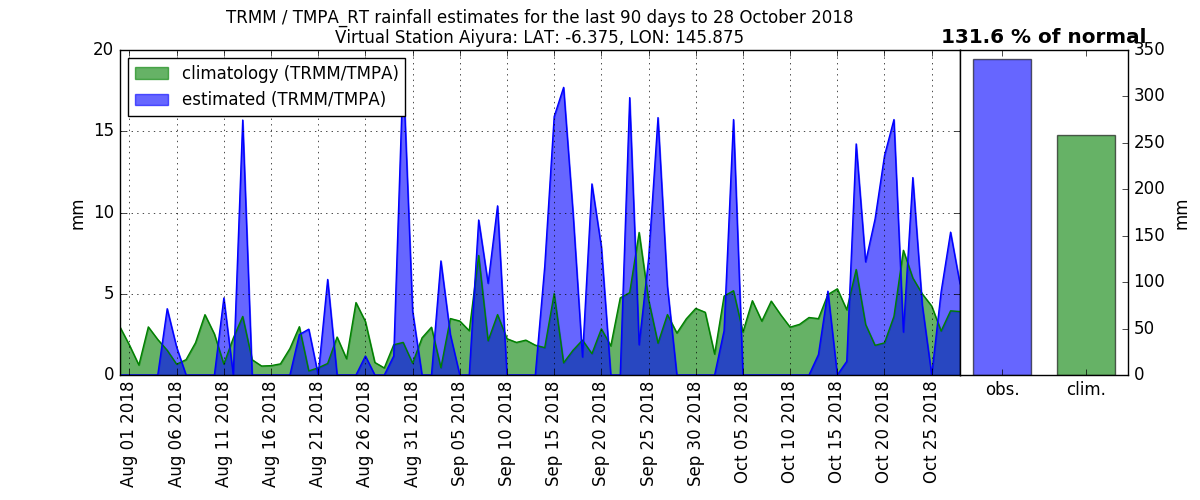 TRMM / TMPA_RT rainfall estimates for the last 90 days to 28 October 2018
Virtual Station Aiyura: LAT: -6.375, LON: 145.875
131.6 % of normal
climatology (TRMM/TMPA)
estimated (TRMM/TMPA)
20
15
10
5
0
mm
350
300
250
200
150
100
50
0
mm
obs.
clim.
Aug 01 2018
Aug 06 2018
Aug 11 2018
Aug 16 2018
Aug 21 2018
Aug 26 2018
Aug 31 2018
Sep 05 2018
Sep 10 2018
Sep 15 2018
Sep 20 2018
Sep 25 2018
Sep 30 2018
Oct 05 2018
Oct 10 2018
Oct 15 2018
Oct 20 2018
Oct 25 2018